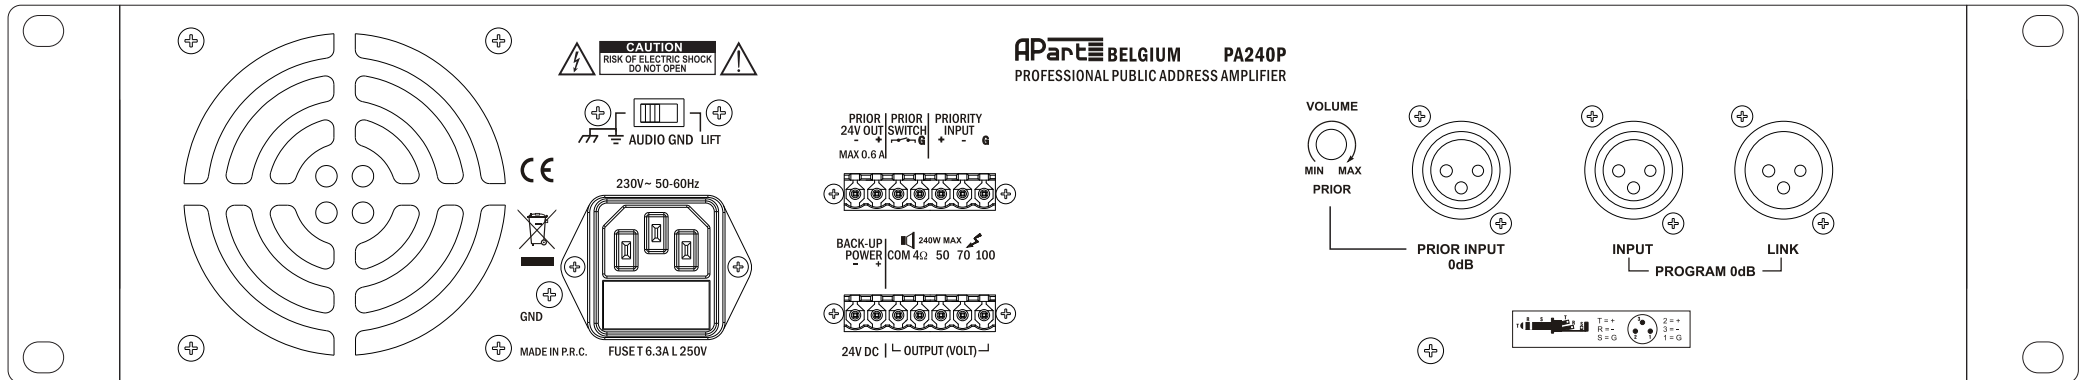 CAUTION
RISK OF ELECTRIC SHOCK
DO NOT OPEN
AUDIO GND LIFT
CE
230V~ 50-60Hz
GND
MADE IN P.R.C.
FUSE T 6.3A L 250V
PRIOR PRIOR PRIORITY
24V OUT SWITCH INPUT
- + G + - G
MAX 0.6 A
BACK-UP 240W MAX
POWER COM 4Ω 50 70 100
- +
24V DC OUTPUT (VOLT)
APart BELGIUM PA240P
PROFESSIONAL PUBLIC ADDRESS AMPLIFIER
VOLUME
MIN MAX
PRIOR
PRIOR INPUT
0dB
INPUT LINK
PROGRAM 0dB
T = + 2 = +
R = - 3 = -
S = G 1 = G